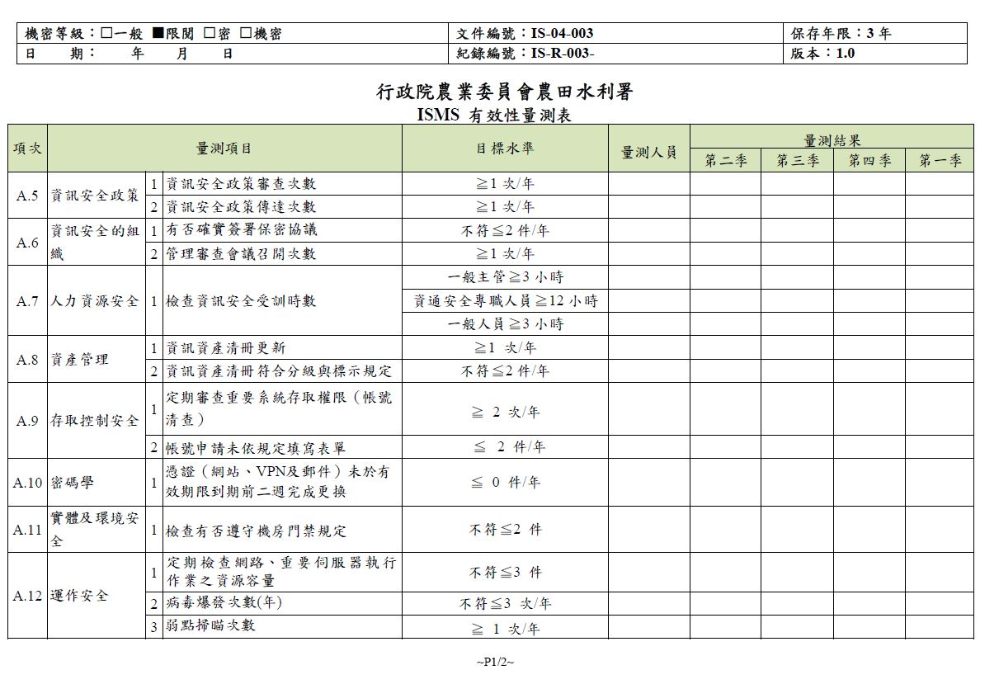 機密等級：□一般 ■限閱 □密 □機密 文件編號：IS-04-003 保存年限：3 年
日 期： 年 月 日 紀錄編號：IS-R-003- 版本：1.0
行政院農業委員會農田水利署
ISMS 有效性量測表
項次 量測項目 目標水準 量測人員 量測結果
第二季 第三季 第四季 第一季
A.5 資訊安全政策 1 資訊安全政策審查次數 ≧1 次/年
2 資訊安全政策傳達次數 ≧1 次/年
A.6 資訊安全的組
織
1 有否確實簽署保密協議 不符≦2 件/年
2 管理審查會議召開次數 ≧1 次/年
A.7 人力資源安全 1 檢查資訊安全受訓時數 一般主管≧3 小時
資通安全專職人員≧12 小時
一般人員≧3 小時
A.8 資產管理 1 資訊資產清冊更新 ≧1 次/年
2 資訊資產清冊符合分級與標示規定 不符≦2 件/年
A.9 存取控制安全 1 定期審查重要系統存取權限（帳號
清查） ≧ 2 次/年
2 帳號申請未依規定填寫表單 ≦ 2 件/年
A.10 密碼學 1 憑證（網站、VPN及郵件）未於有
效期限到期前二週完成更換 ≦ 0 件/年
A.11 實體及環境安
全
1 檢查有否遵守機房門禁規定 不符≦2 件
A.12 運作安全 1 定期檢查網路、重要伺服器執行
作業之資源容量 不符≦3 件
2 病毒爆發次數(年) 不符≦3 次/年
3 弱點掃瞄次數 ≧ 1 次/年
~P1/2~